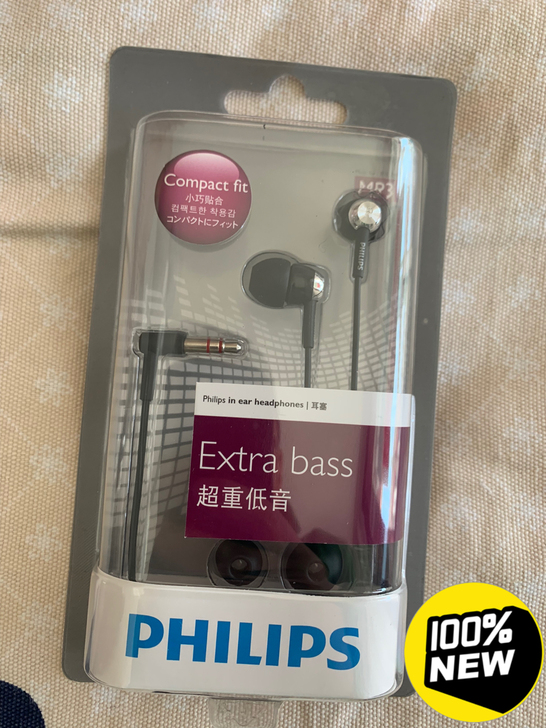 Compact fit
小巧贴合
컴팩트한 착용감
コンパクトにフィット
MP3
PHILIPS
Philips in ear headphones | 耳塞
Extra bass
超重低音
PHILIPS
100%
NEW